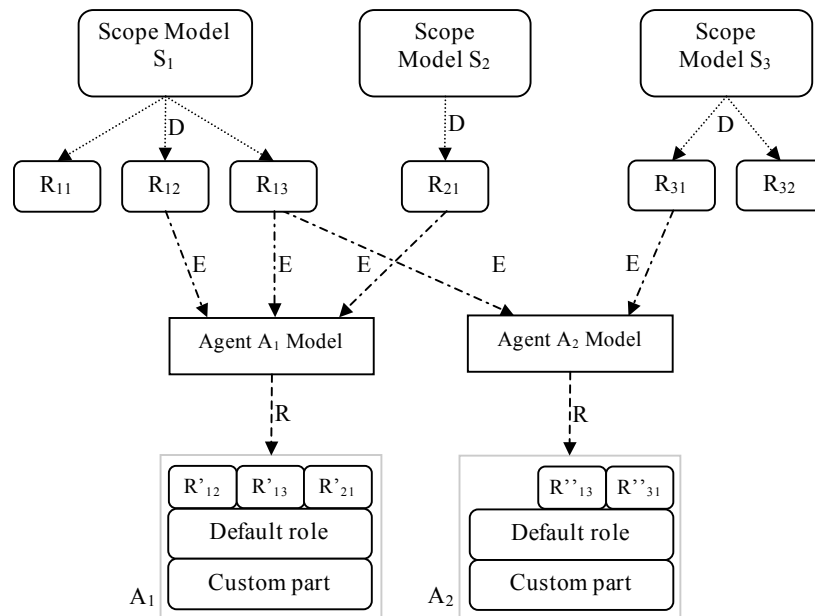 Scope Model
S₁
Scope
Model S₂
Scope
Model S₃
D
D
D
R₁₁
R₁₂
R₁₃
R₂₁
R₃₁
R₃₂
E
E
E
E
E
Agent A₁ Model
Agent A₂ Model
R
R
R’₁₂
R’₁₃
R’₂₁
R’’₁₃
R’’₃₁
Default role
Default role
Custom part
Custom part
A₁
A₂